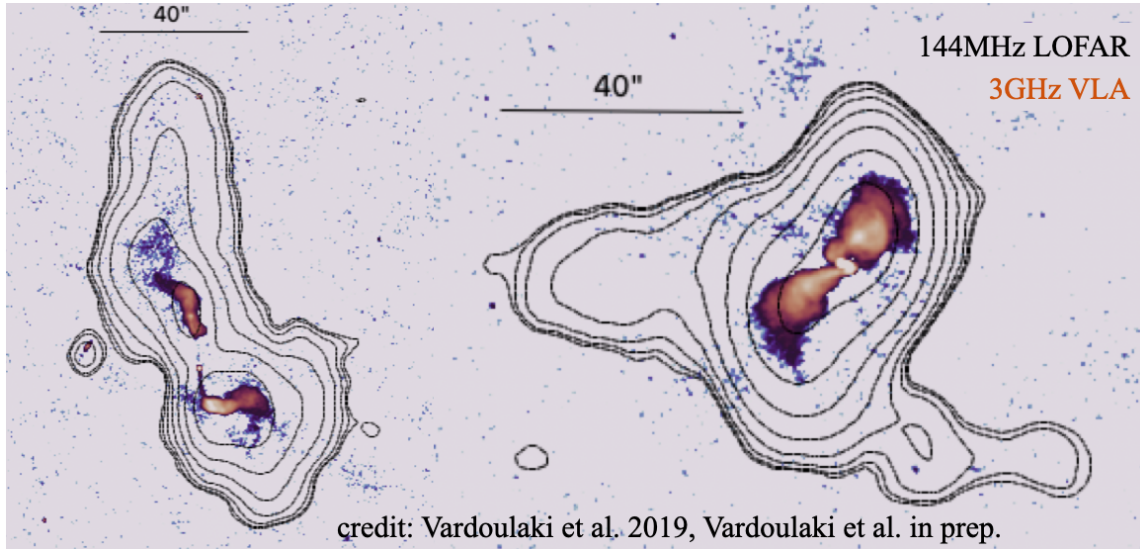 40"
40"
144MHz LOFAR
3GHz VLA
credit: Vardoulaki et al. 2019, Vardoulaki et al. in prep.